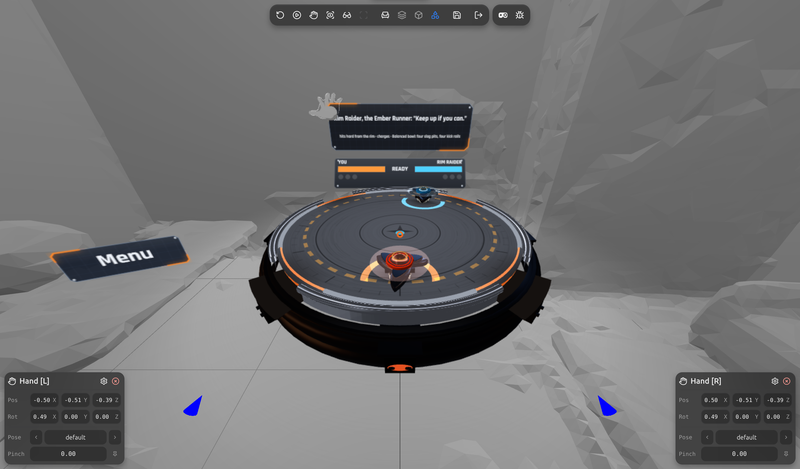 im Raider, the Ember Runner: "Keep up if you can."
YOU
READY
RIM RAIDER
Menu
Hand [L]
Pos -0.50 X -0.51 Y -0.39 Z
Rot 0.49 X 0.00 Y 0.00 Z
Pose default
Pinch 0.00
Hand [R]
Pos 0.50 X -0.51 Y -0.39 Z
Rot 0.49 X 0.00 Y 0.00 Z
Pose default
Pinch 0.00